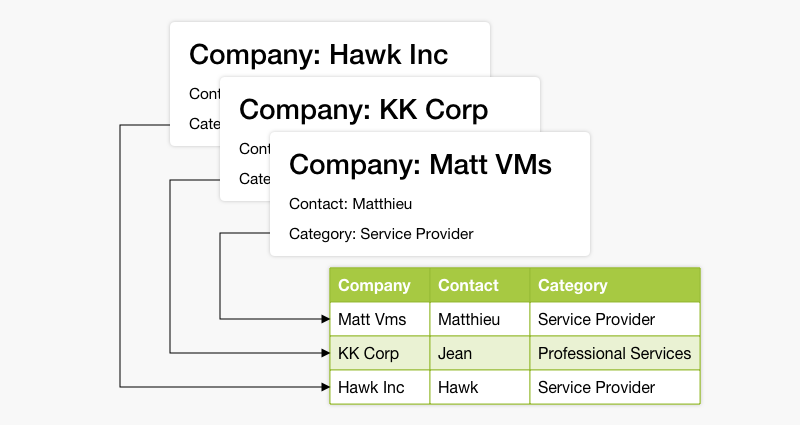 Company: Hawk Inc
Cont
Cate
Company: KK Corp
Cont
Cate
Company: Matt VMs
Contact: Matthieu
Category: Service Provider
Company Contact Category
Matt Vms Matthieu Service Provider
KK Corp Jean Professional Services
Hawk Inc Hawk Service Provider